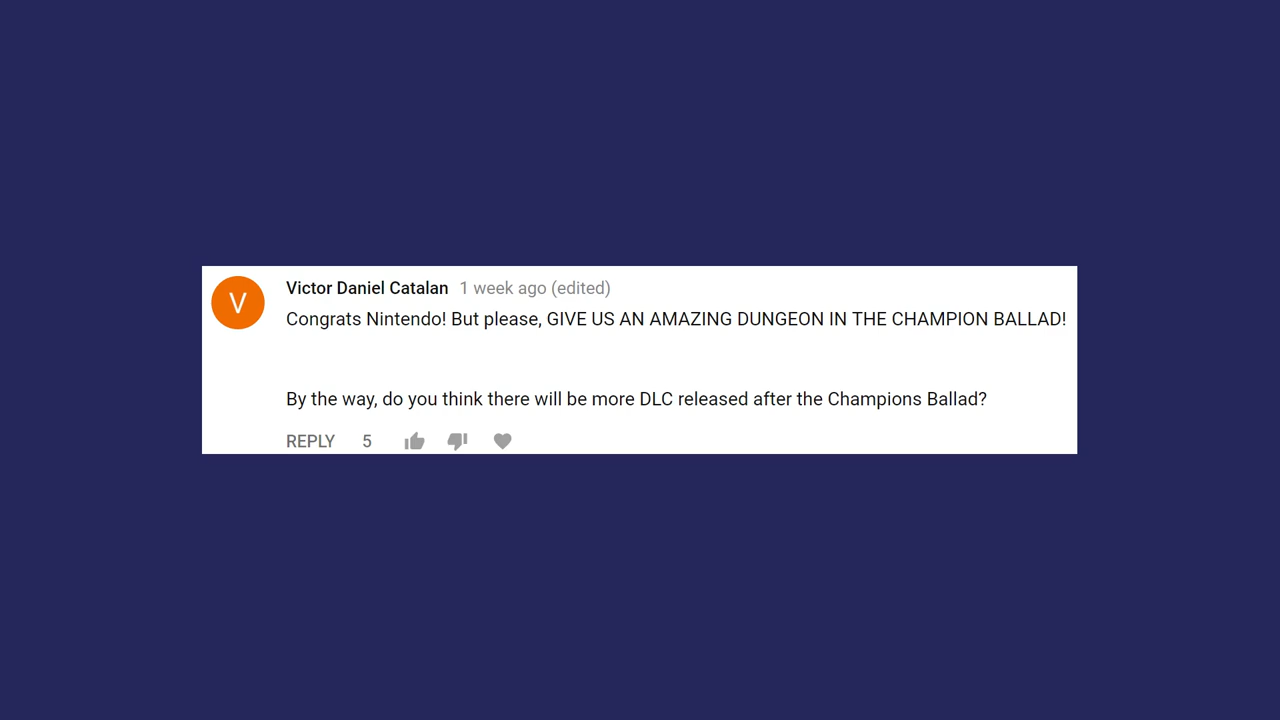 V
Victor Daniel Catalan 1 week ago (edited)
Congrats Nintendo! But please, GIVE US AN AMAZING DUNGEON IN THE CHAMPION BALLAD!
By the way, do you think there will be more DLC released after the Champions Ballad?
REPLY 5